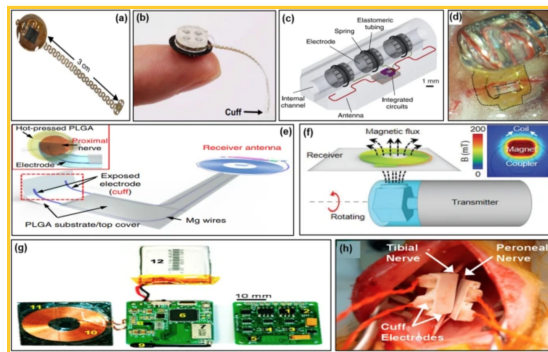 (a)
3 cm
(b)
Cuff
(c)
Elastomeric
tubing
Spring
Electrode
1 mm
Internal
channel
Integrated
circuits
Antenna
(d)
Hot-pressed PLGA
Proximal
nerve
Electrode
Receiver antenna
(e)
Exposed
electrode
(cuff)
Mg wires
PLGA substrate/top cover
(f)
Magnetic flux
Receiver
200
B (mT)
0
Coil
Magnet
Coupler
Transmitter
Rotating
(g)
12
11
10
6
9
10 mm
(h)
Tibial
Nerve
Peroneal
Nerve
Cuff
Electrodes